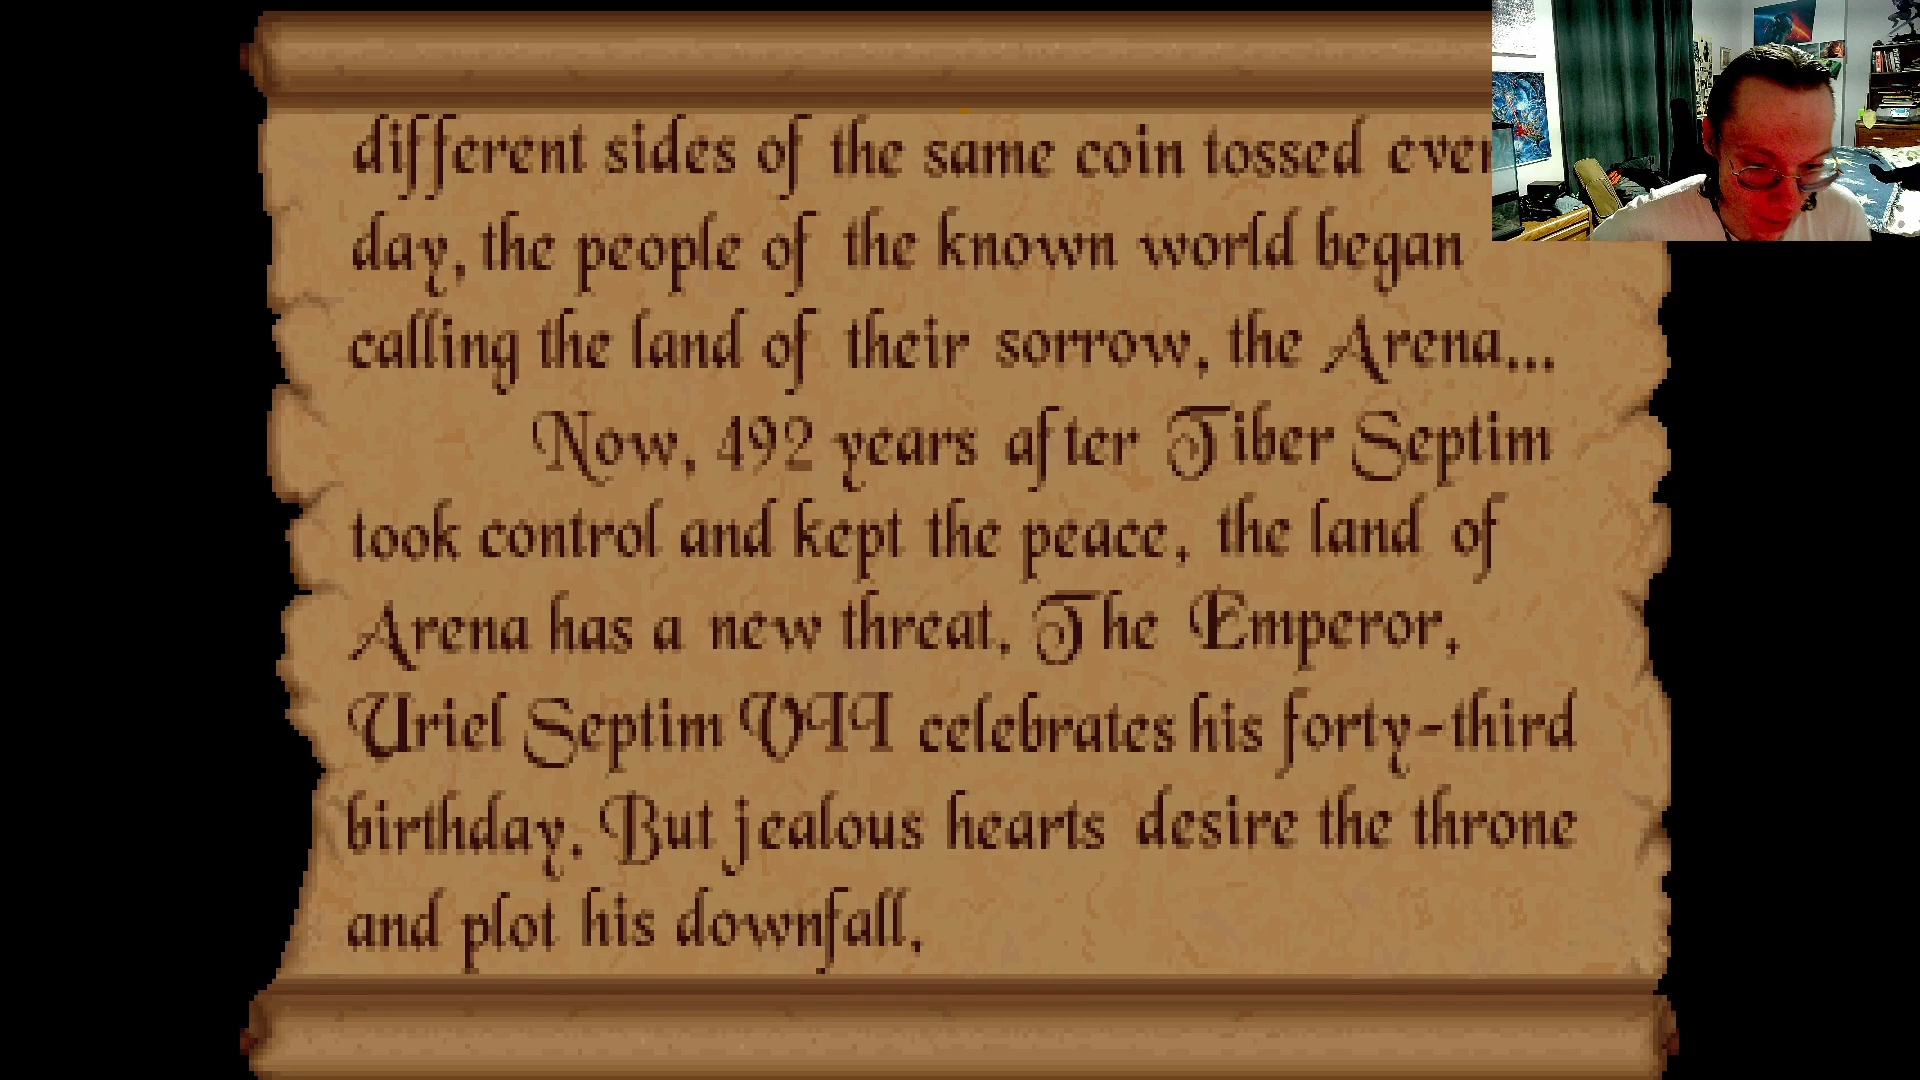 different sides of the same coin tossed ever
day, the people of the known world began
calling the land of their sorrow, the Arena...
Now, 492 years after Tiber Septim
took control and kept the peace, the land of
Arena has a new threat. The Emperor,
Uriel Septim VII celebrates his forty-third
birthday. But jealous hearts desire the throne
and plot his downfall.